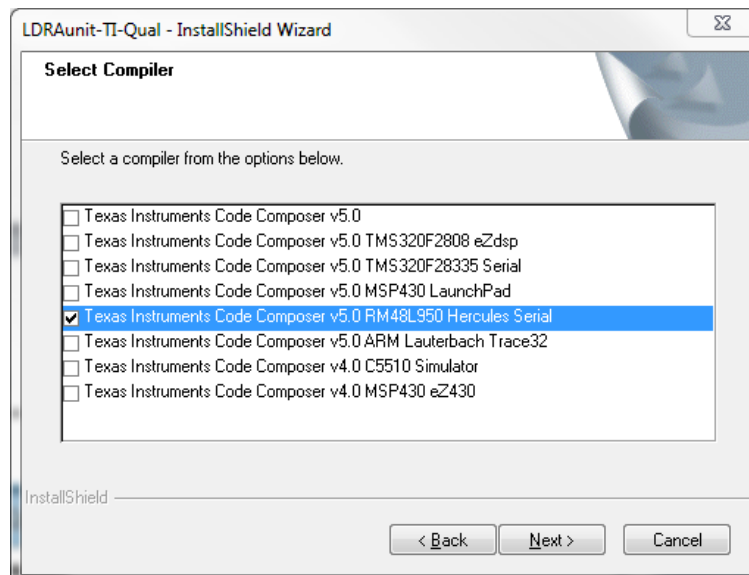 LDRAunit-TI-Qual - InstallShield Wizard
Select Compiler
Select a compiler from the options below.
Texas Instruments Code Composer v5.0
Texas Instruments Code Composer v5.0 TMS320F2808 eZdsp
Texas Instruments Code Composer v5.0 TMS320F28335 Serial
Texas Instruments Code Composer v5.0 MSP430 LaunchPad
Texas Instruments Code Composer v5.0 RM48L950 Hercules Serial
Texas Instruments Code Composer v5.0 ARM Lauterbach Trace32
Texas Instruments Code Composer v4.0 C5510 Simulator
Texas Instruments Code Composer v4.0 MSP430 eZ430
InstallShield
< Back Next > Cancel